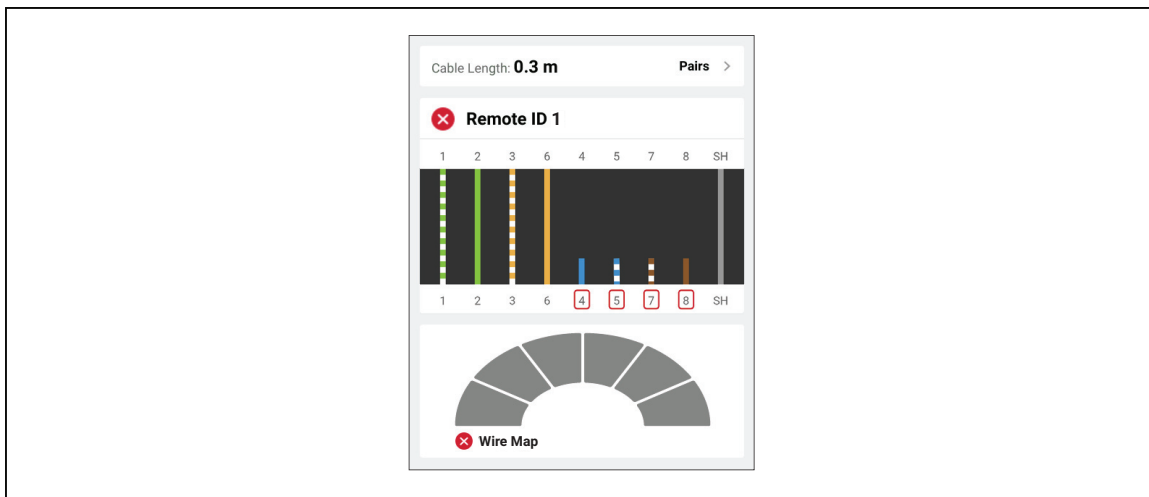 Cable Length: 0.3 m Pairs >
Remote ID 1
1 2 3 6 4 5 7 8 SH
1 2 3 6 4 5 7 8 SH
Wire Map